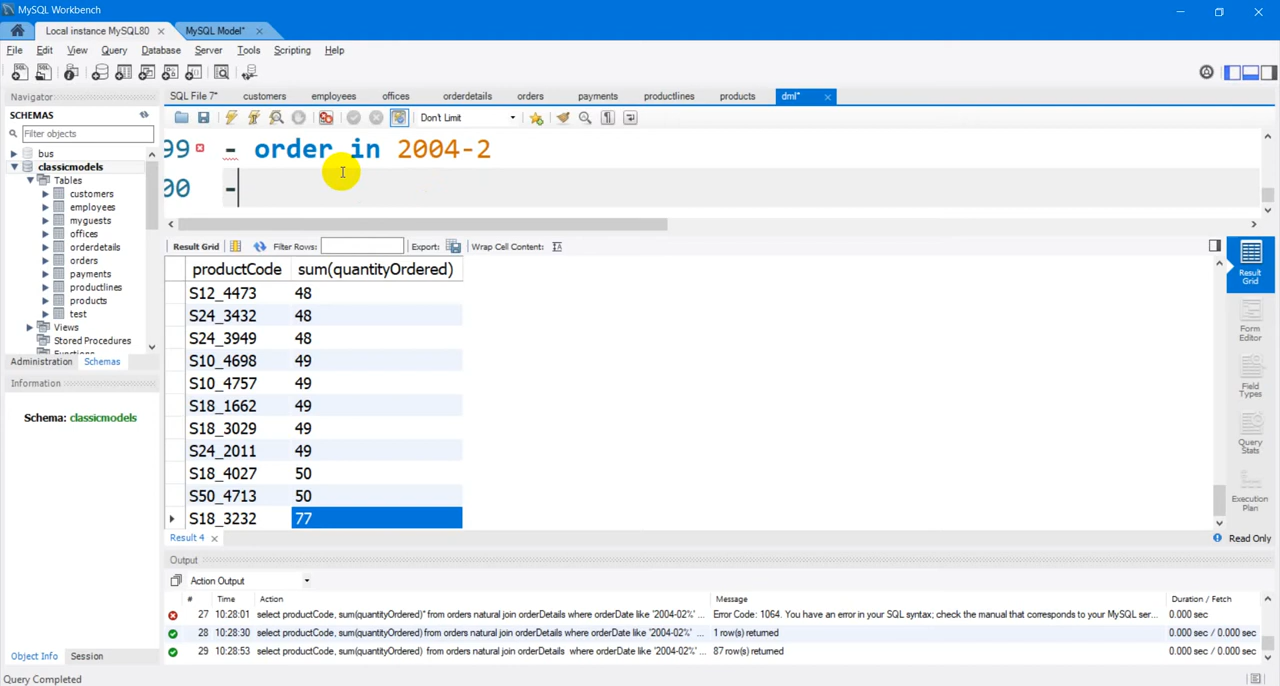 MySQL Workbench
Local instance MySQL80
MySQL Model*
File Edit View Query Database Server Tools Scripting Help
Navigator
SQL File 7* customers employees offices orderdetails orders payments productlines products dml*
SCHEMAS
Filter objects
Don't Limit
99 - order in 2004-2
00 -
bus
classicmodels
Tables
customers
employees
myguests
offices
orderdetails
orders
payments
productlines
products
test
Views
Stored Procedures
Administration Schemas
Information
Schema: classicmodels
Object Info Session
Result Grid Filter Rows: Export: Wrap Cell Content:
productCode sum(quantityOrdered)
S12_4473 48
S24_3432 48
S24_3949 48
S10_4698 49
S10_4757 49
S18_1662 49
S18_3029 49
S24_2011 49
S18_4027 50
S50_4713 50
S18_3232 77
Result Grid
Form Editor
Field Types
Query Stats
Execution Plan
Result 4
Read Only
Output
Action Output
# Time Action Message Duration / Fetch
27 10:28:01 select productCode, sum(quantityOrdered)* from orders natural join orderDetails where orderDate like '2004-02%' ... Error Code: 1064. You have an error in your SQL syntax; check the manual that corresponds to your MySQL ser... 0.000 sec
28 10:28:30 select productCode, sum(quantityOrdered) from orders natural join orderDetails where orderDate like '2004-02%' ... 1 row(s) returned 0.000 sec / 0.000 sec
29 10:28:53 select productCode, sum(quantityOrdered) from orders natural join orderDetails where orderDate like '2004-02%' ... 87 row(s) returned 0.000 sec / 0.000 sec
Query Completed